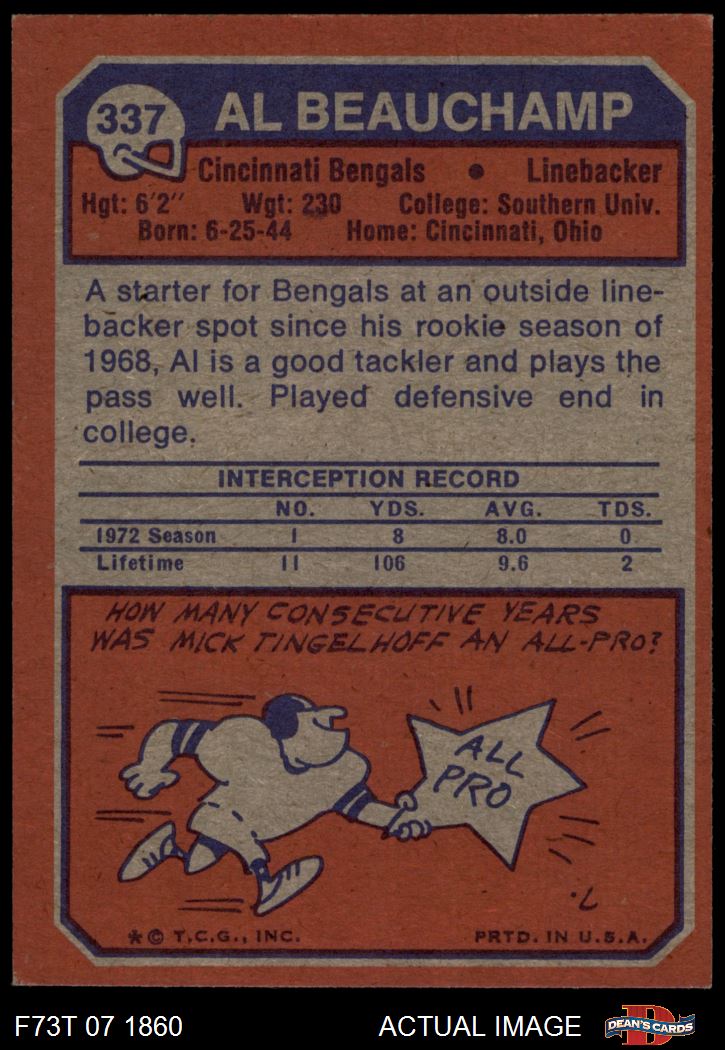 337
AL BEAUCHAMP
Cincinnati Bengals • Linebacker
Hgt: 6'2" Wgt: 230 College: Southern Univ.
Born: 6-25-44 Home: Cincinnati, Ohio
A starter for Bengals at an outside line-
backer spot since his rookie season of
1968, Al is a good tackler and plays the
pass well. Played defensive end in
college.
INTERCEPTION RECORD
NO. YDS. AVG. TDS.
1972 Season 1 8 8.0 0
Lifetime 11 106 9.6 2
HOW MANY CONSECUTIVE YEARS
WAS MICK TINGELHOFF AN ALL-PRO?
ALL
PRO
* © T.C.G., INC. PRTD. IN U.S.A.
F73T 07 1860 ACTUAL IMAGE DEAN'S CARDS